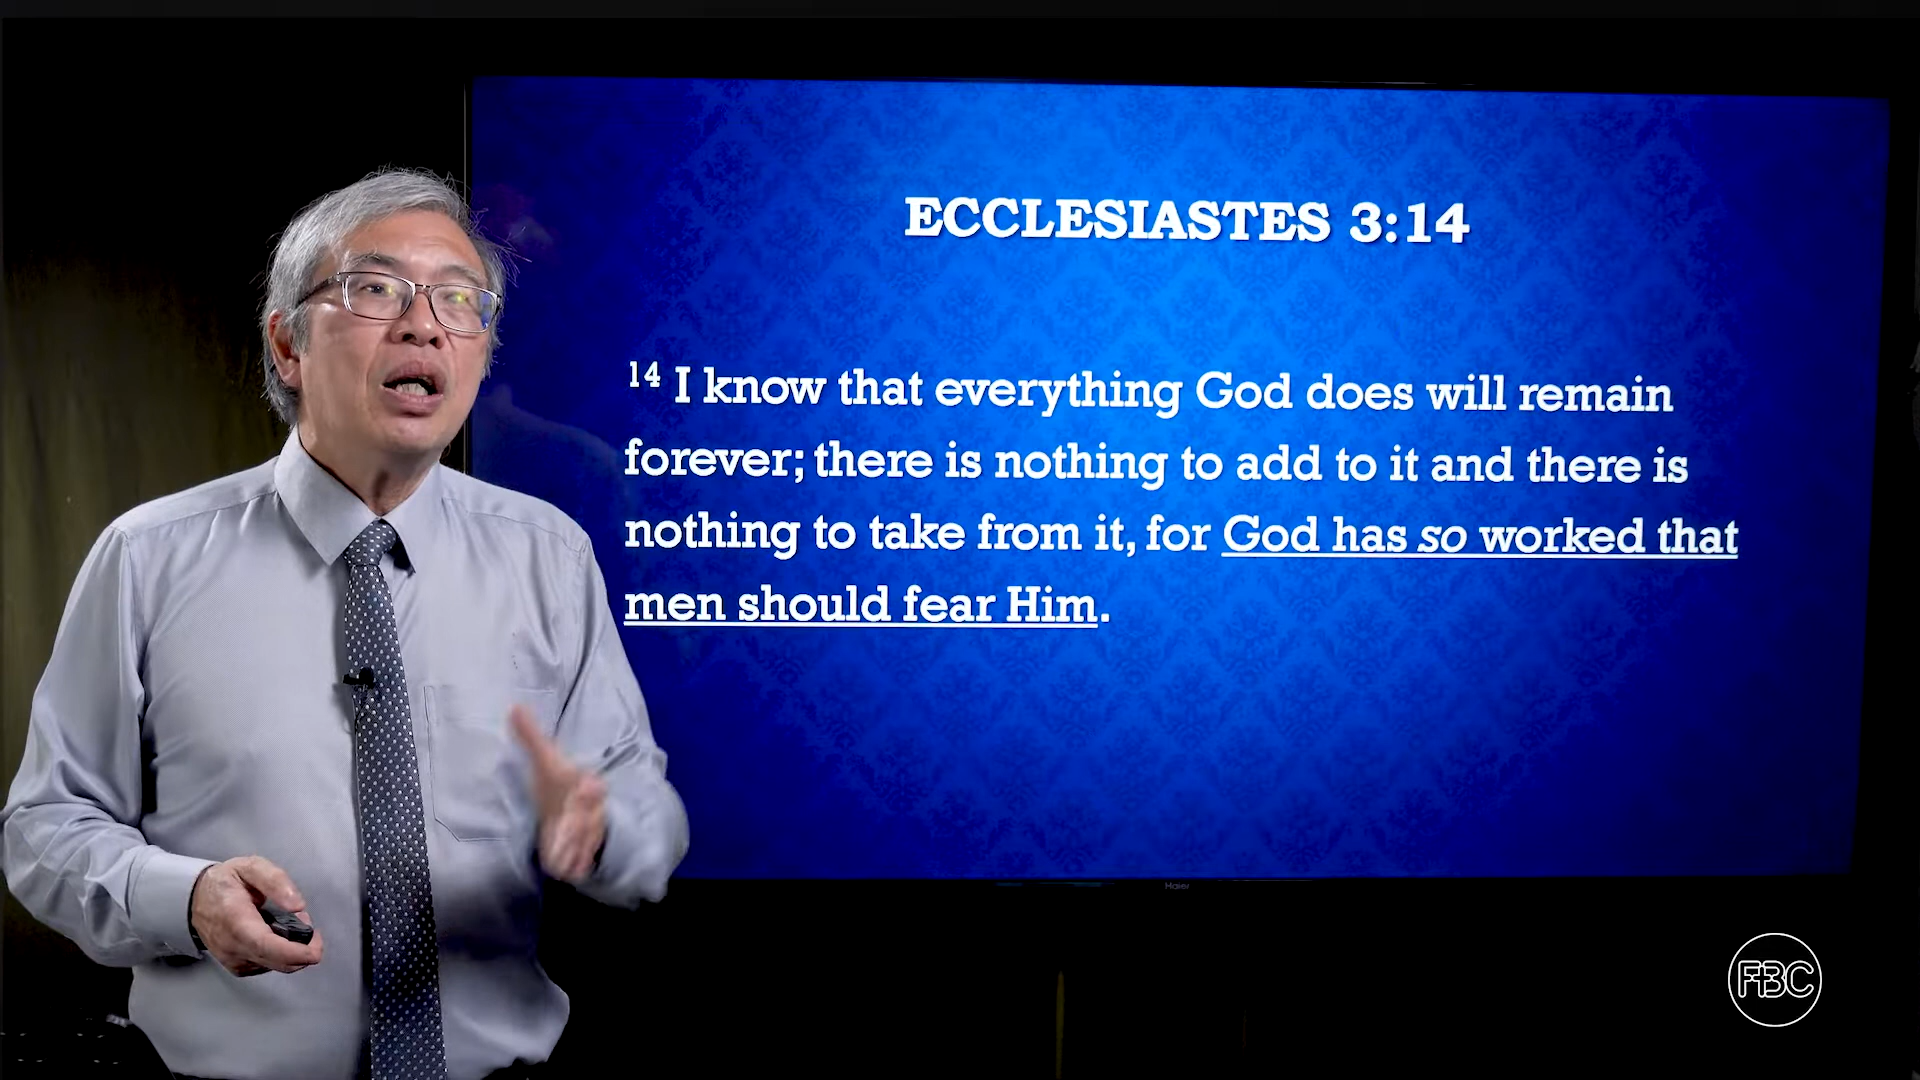 ECCLESIASTES 3:14
14 I know that everything God does will remain
forever; there is nothing to add to it and there is
nothing to take from it, for God has so worked that
men should fear Him.
Haier
FBC